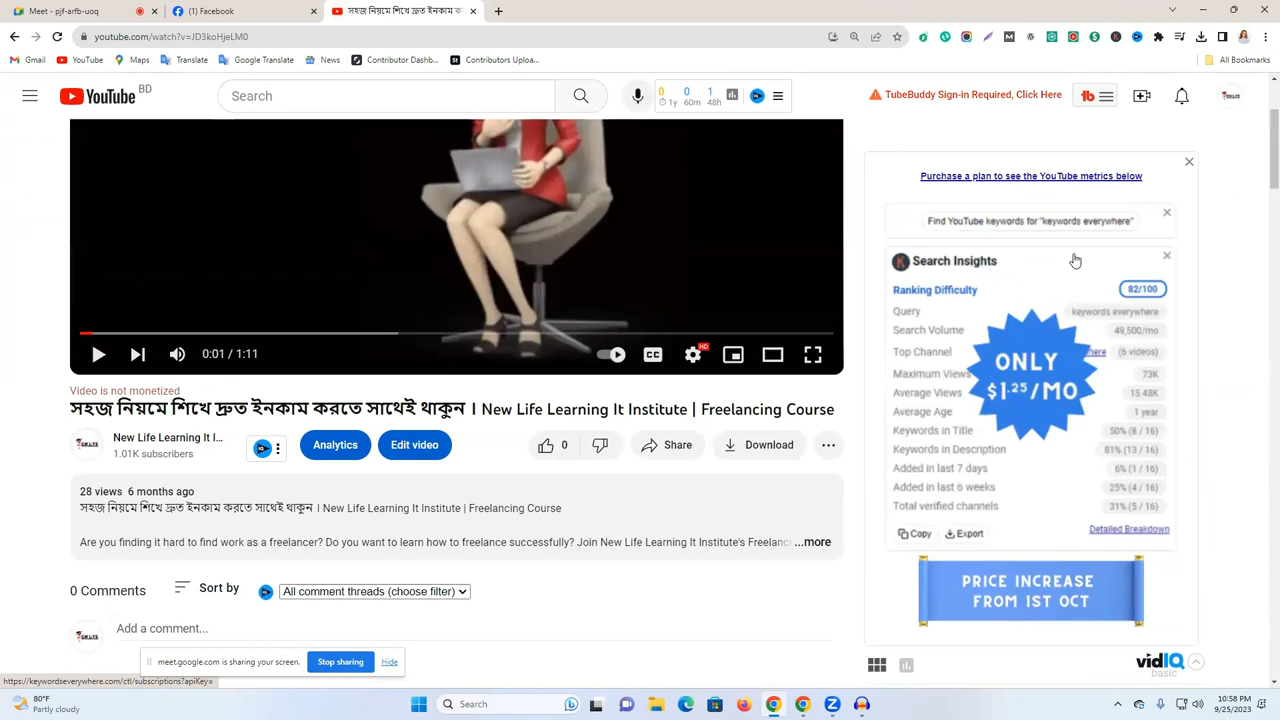 Meet - pjf-arfb-uoq
(1) Facebook
সহজ নিয়মে শিখে দ্রুত ইনকাম ক
youtube.com/watch?v=JD3koHjeLM0
Gmail
YouTube
Maps
Translate
Google Translate
News
Contributor Dashb...
Contributor Uploa...
All Bookmarks
YouTube BD
Search
0 0 1
1y 60m 48h
TubeBuddy Sign-in Required, Click Here
Purchase a plan to see the YouTube metrics below
Find YouTube keywords for "keywords everywhere"
Search Insights
Ranking Difficulty 82/100
Query keywords everywhere
Search Volume 49,500/mo
Top Channel here (6 videos)
Maximum Views 73K
Average Views 15.48K
Average Age 1 year
Keywords in Title 50% (8 / 16)
Keywords in Description 81% (13 / 16)
Added in last 7 days 6% (1 / 16)
Added in last 6 weeks 25% (4 / 16)
Total verified channels 31% (5 / 16)
ONLY
$1.25/MO
Copy Export Detailed Breakdown
PRICE INCREASE
FROM 1ST OCT
vidIQ
basic
0:01 / 1:11
HD
CC
Video is not monetized
সহজ নিয়মে শিখে দ্রুত ইনকাম করতে সাথেই থাকুন । New Life Learning It Institute | Freelancing Course
New Life Learning It I...
1.01K subscribers
Analytics
Edit video
0
Share
Download
28 views 6 months ago
সহজ নিয়মে শিখে দ্রুত ইনকাম করতে সাথেই থাকুন । New Life Learning It Institute | Freelancing Course
Are you finding it hard to find work as a freelancer? Do you want to learn how to freelance successfully? Join New Life Learning It Institute's Freelanc ...more
0 Comments
Sort by
All comment threads (choose filter)
Add a comment...
meet.google.com is sharing your screen.
Stop sharing
Hide
https://keywordseverywhere.com/ctl/subscriptions?apiKey=
80°F
Partly cloudy
Search
10:58 PM
9/25/2023